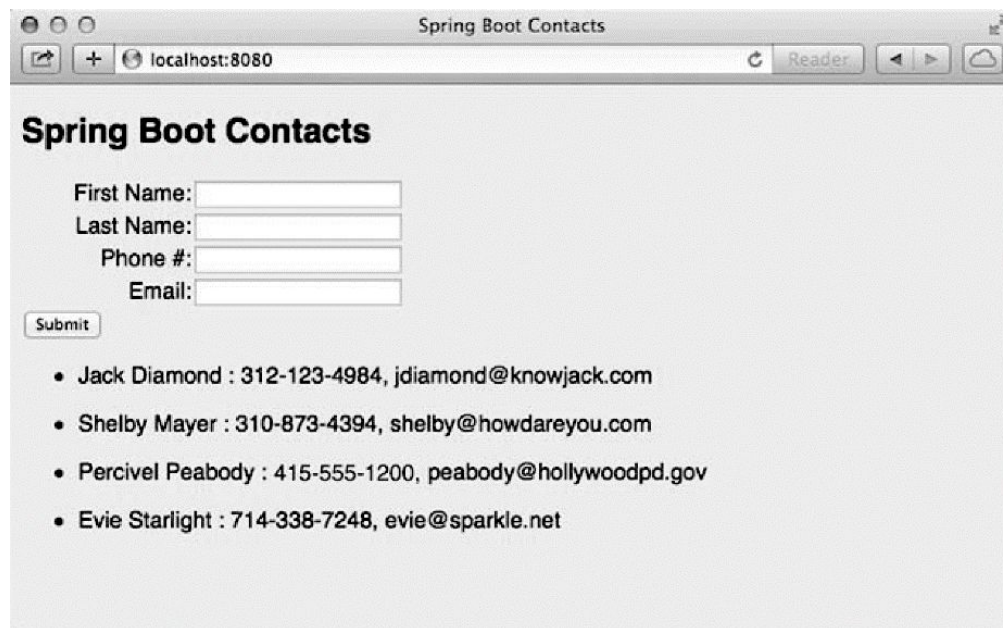 Spring Boot Contacts
+ localhost:8080 Reader
Spring Boot Contacts
First Name:
Last Name:
Phone #:
Email:
Submit
• Jack Diamond : 312-123-4984, jdiamond@knowjack.com
• Shelby Mayer : 310-873-4394, shelby@howdareyou.com
• Percivel Peabody : 415-555-1200, peabody@hollywoodpd.gov
• Evie Starlight : 714-338-7248, evie@sparkle.net